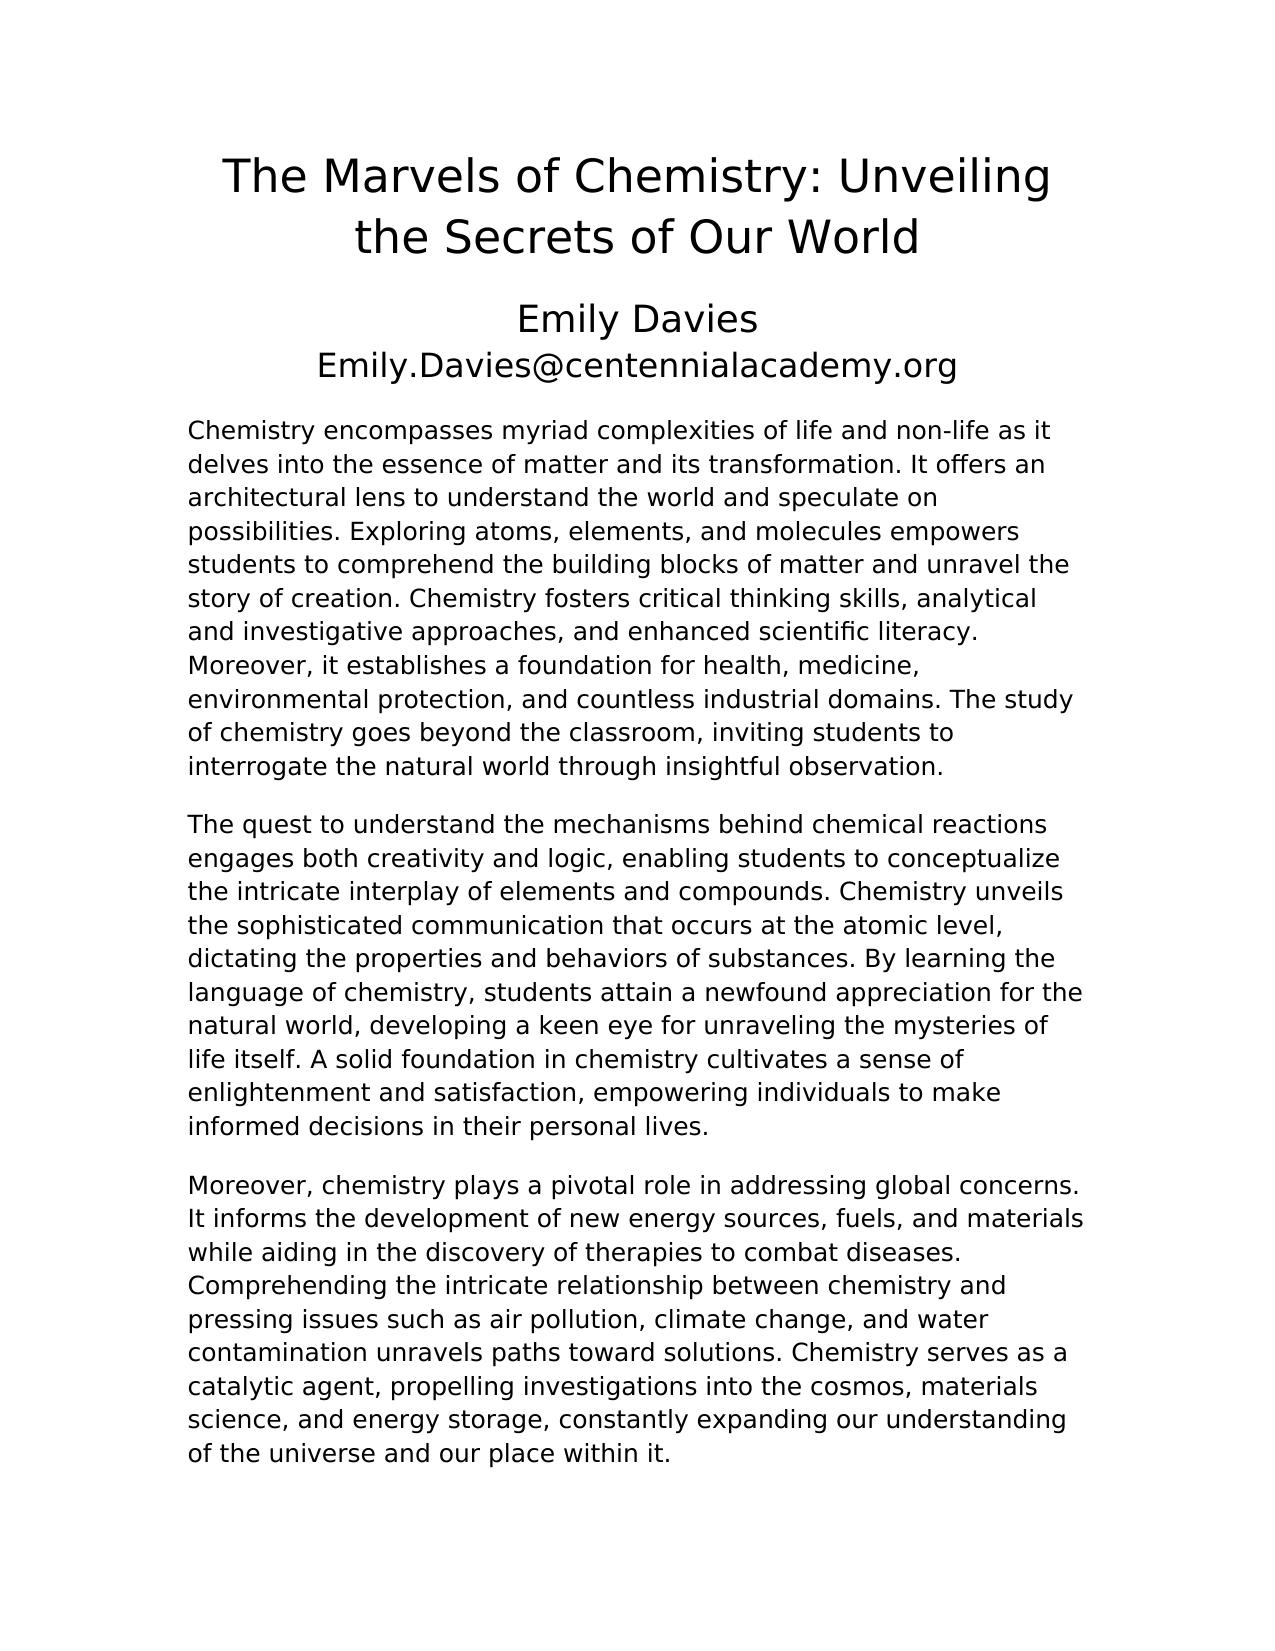 The Marvels of Chemistry: Unveiling
the Secrets of Our World
Emily Davies
Emily.Davies@centennialacademy.org
Chemistry encompasses myriad complexities of life and non-life as it
delves into the essence of matter and its transformation. It offers an
architectural lens to understand the world and speculate on
possibilities. Exploring atoms, elements, and molecules empowers
students to comprehend the building blocks of matter and unravel the
story of creation. Chemistry fosters critical thinking skills, analytical
and investigative approaches, and enhanced scientific literacy.
Moreover, it establishes a foundation for health, medicine,
environmental protection, and countless industrial domains. The study
of chemistry goes beyond the classroom, inviting students to
interrogate the natural world through insightful observation.
The quest to understand the mechanisms behind chemical reactions
engages both creativity and logic, enabling students to conceptualize
the intricate interplay of elements and compounds. Chemistry unveils
the sophisticated communication that occurs at the atomic level,
dictating the properties and behaviors of substances. By learning the
language of chemistry, students attain a newfound appreciation for the
natural world, developing a keen eye for unraveling the mysteries of
life itself. A solid foundation in chemistry cultivates a sense of
enlightenment and satisfaction, empowering individuals to make
informed decisions in their personal lives.
Moreover, chemistry plays a pivotal role in addressing global concerns.
It informs the development of new energy sources, fuels, and materials
while aiding in the discovery of therapies to combat diseases.
Comprehending the intricate relationship between chemistry and
pressing issues such as air pollution, climate change, and water
contamination unravels paths toward solutions. Chemistry serves as a
catalytic agent, propelling investigations into the cosmos, materials
science, and energy storage, constantly expanding our understanding
of the universe and our place within it.